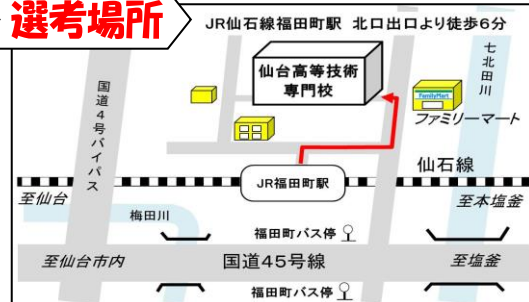 選考場所
JR仙石線福田町駅 北口出口より徒歩6分
仙台高等技術
専門校
七北田川
国道4号バイパス
FamilyMart
ファミリーマート
仙石線
JR福田町駅
至仙台
至本塩釜
梅田川
福田町バス停
至仙台市内
国道45号線
至塩釜
福田町バス停